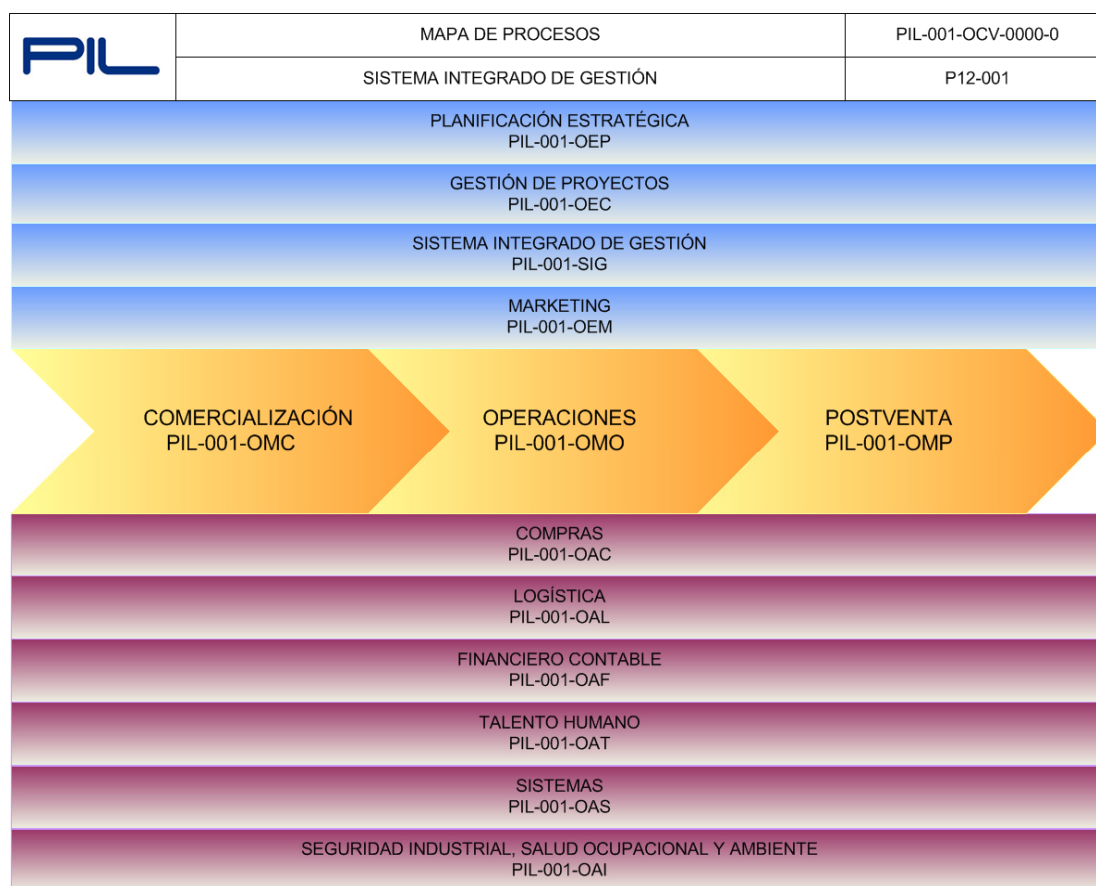 PIL
MAPA DE PROCESOS
PIL-001-OCV-0000-0
SISTEMA INTEGRADO DE GESTIÓN
P12-001
PLANIFICACIÓN ESTRATÉGICA
PIL-001-OEP
GESTIÓN DE PROYECTOS
PIL-001-OEC
SISTEMA INTEGRADO DE GESTIÓN
PIL-001-SIG
MARKETING
PIL-001-OEM
COMERCIALIZACIÓN
PIL-001-OMC
OPERACIONES
PIL-001-OMO
POSTVENTA
PIL-001-OMP
COMPRAS
PIL-001-OAC
LOGÍSTICA
PIL-001-OAL
FINANCIERO CONTABLE
PIL-001-OAF
TALENTO HUMANO
PIL-001-OAT
SISTEMAS
PIL-001-OAS
SEGURIDAD INDUSTRIAL, SALUD OCUPACIONAL Y AMBIENTE
PIL-001-OAI